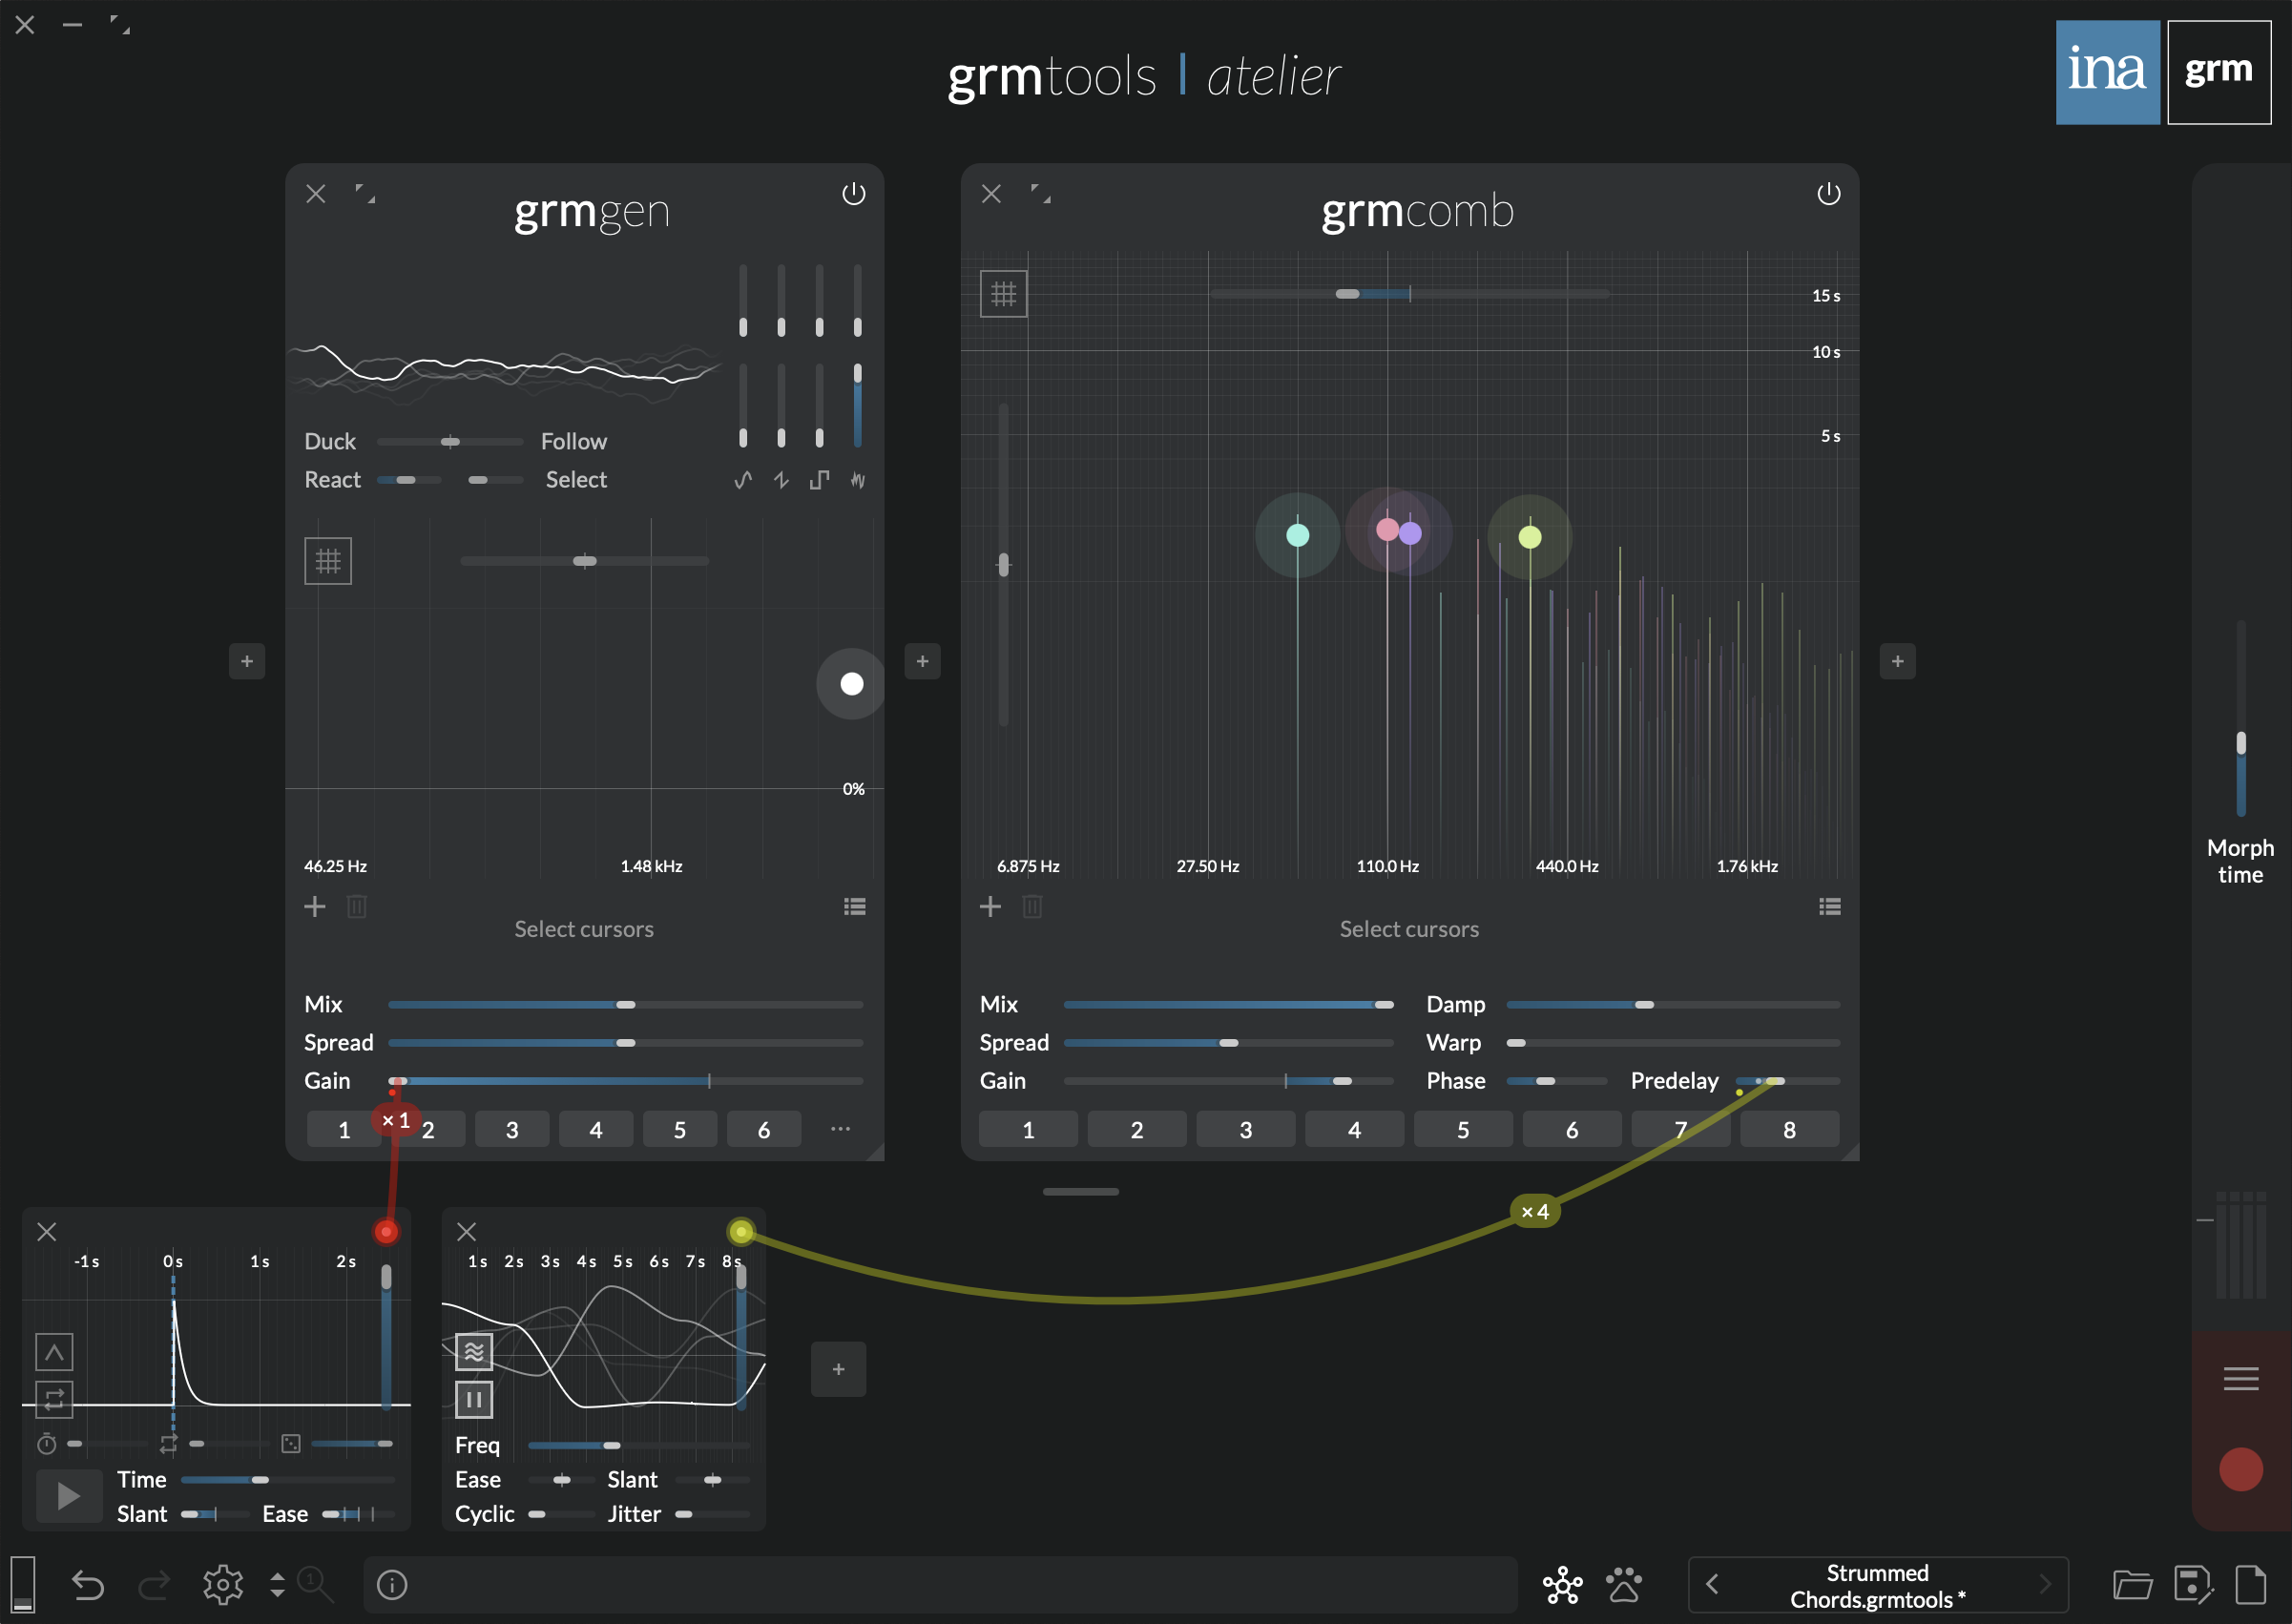 grmtools | atelier
ina grm
grmgen
Duck Follow
React Select
0%
46.25 Hz 1.48 kHz
Select cursors
Mix
Spread
Gain
×1
1 2 3 4 5 6 ...
grmcomb
15 s
10 s
5 s
6.875 Hz 27.50 Hz 110.0 Hz 440.0 Hz 1.76 kHz
Select cursors
Mix Damp
Spread Warp
Gain Phase Predelay
1 2 3 4 5 6 7 8
Morph
time
×4
-1 s 0 s 1 s 2 s
Time
Slant Ease
1 s 2 s 3 s 4 s 5 s 6 s 7 s 8 s
Freq
Ease Slant
Cyclic Jitter
1
Strummed
Chords.grmtools *